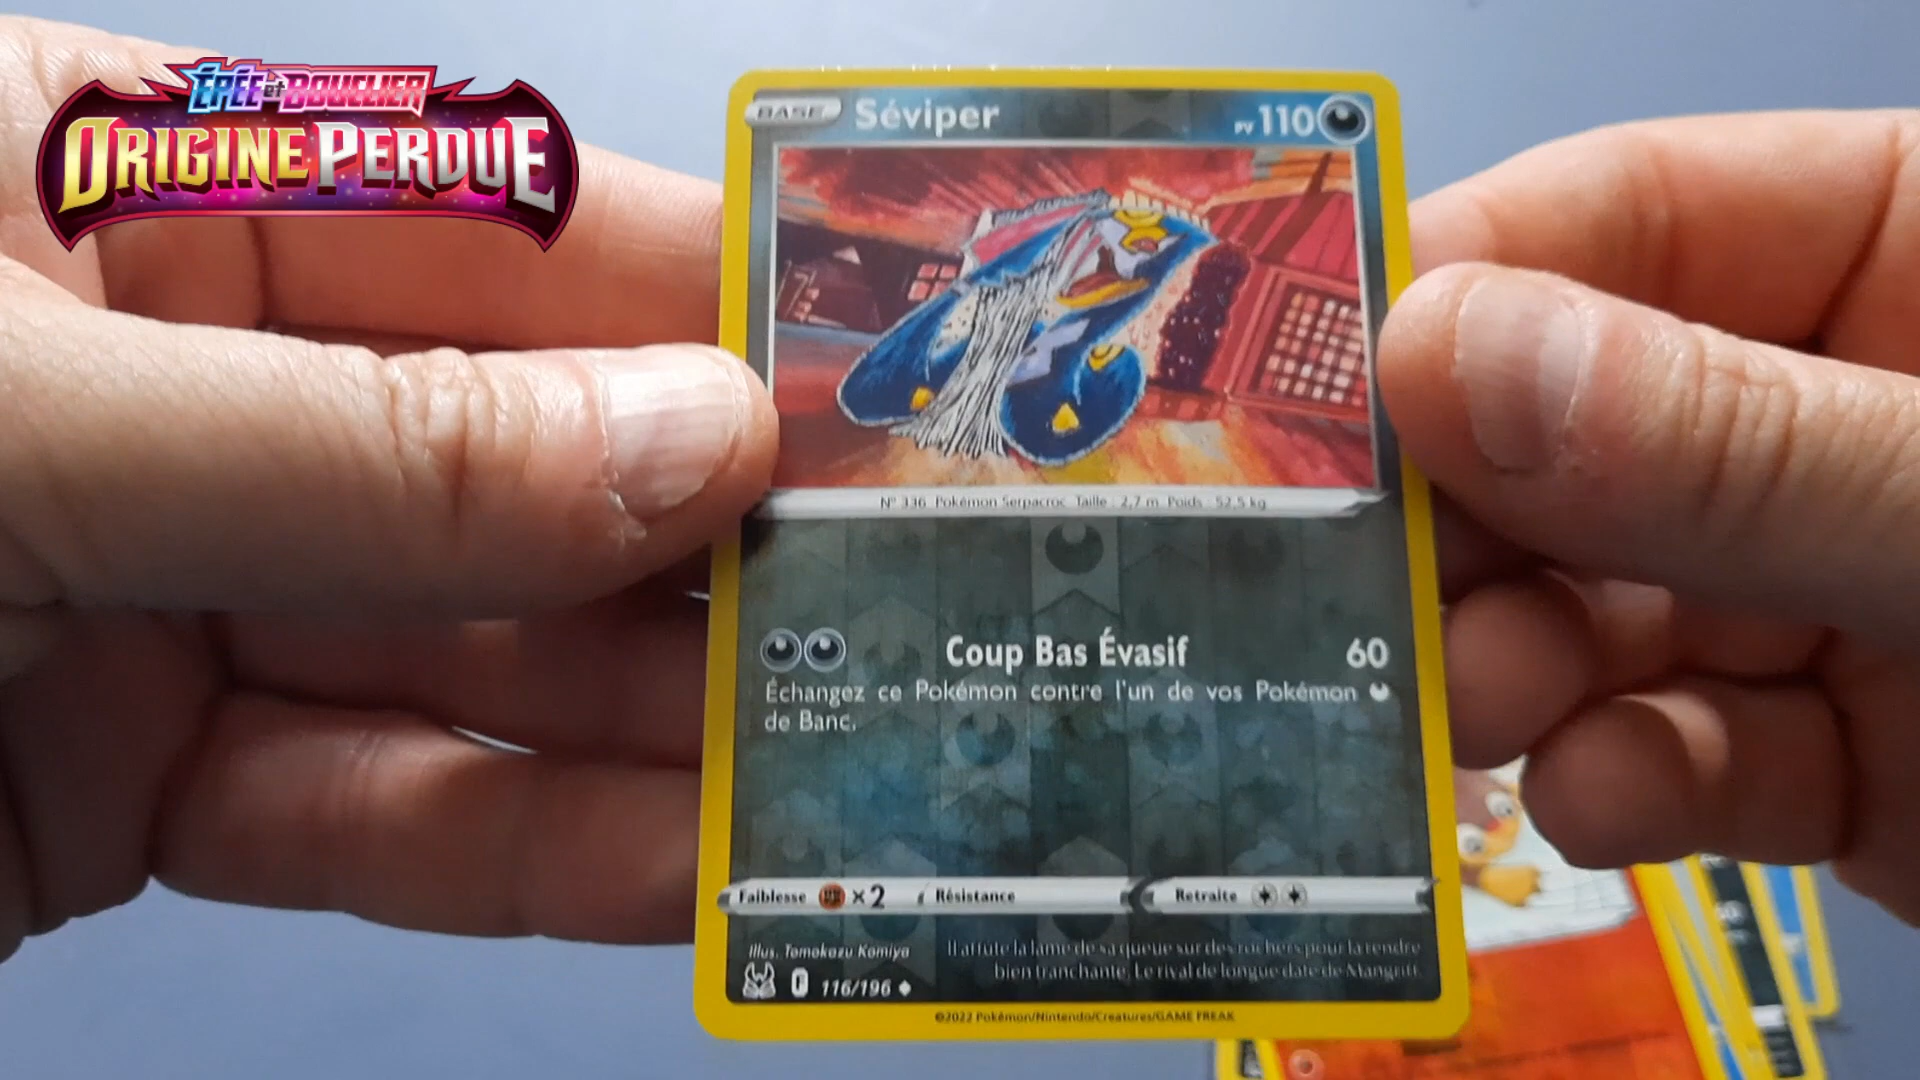 ÉPÉE et BOUCLIER
ORIGINE PERDUE
BASE Séviper PV 110
N° 336 Pokémon Serpacroc Taille : 2,7 m Poids : 52,5 kg
Coup Bas Évasif 60
Échangez ce Pokémon contre l'un de vos Pokémon
de Banc.
Faiblesse ×2 Résistance Retraite
Illus. Tomokazu Komiya
Il affûte la lame de sa queue sur des rochers pour la rendre
bien tranchante. Le rival de longue date de Mangriff.
F 116/196
©2022 Pokémon/Nintendo/Creatures/GAME FREAK